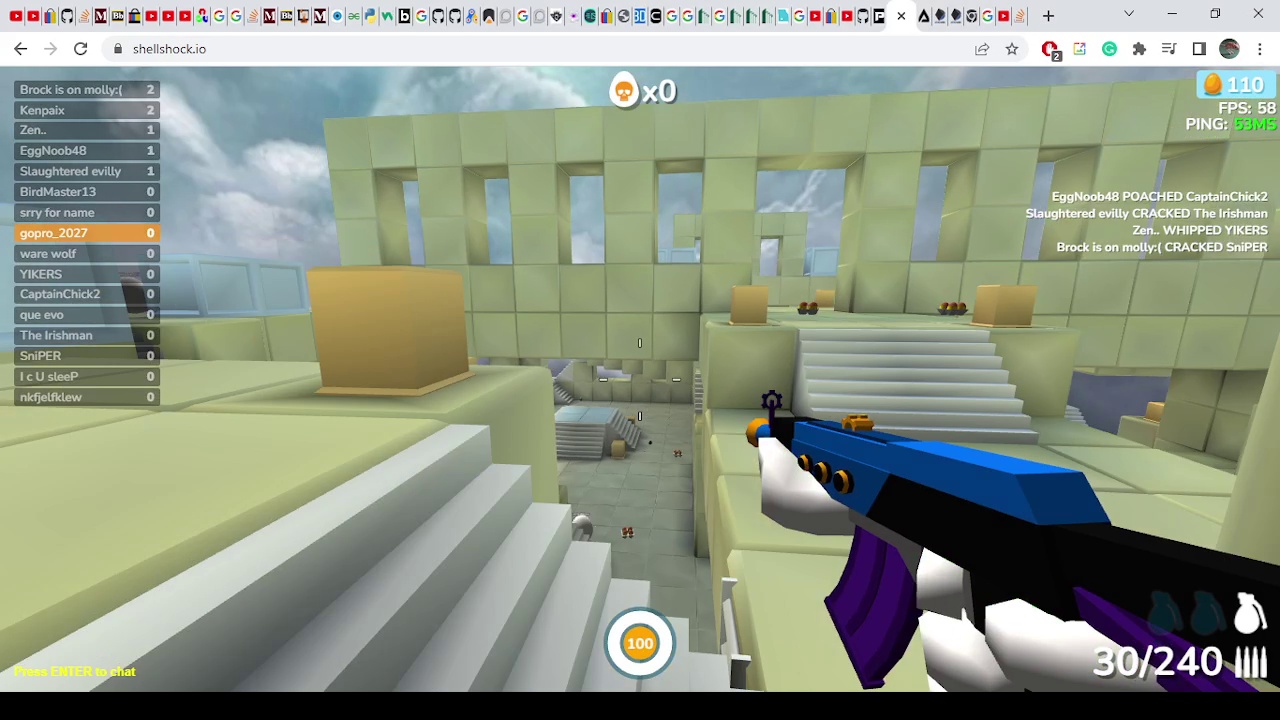 shellshock.io
2
Brock is on molly:( 2
Kenpaix 2
Zen.. 1
EggNoob48 1
Slaughtered evilly 1
BirdMaster13 0
srry for name 0
gopro_2027 0
ware wolf 0
YIKERS 0
CaptainChick2 0
que evo 0
The Irishman 0
SniPER 0
I c U sleeP 0
nkfjelfklew 0
x0
110
FPS: 58
PING: 53MS
EggNoob48 POACHED CaptainChick2
Slaughtered evilly CRACKED The Irishman
Zen.. WHIPPED YIKERS
Brock is on molly:( CRACKED SniPER
100
30/240
Press ENTER to chat